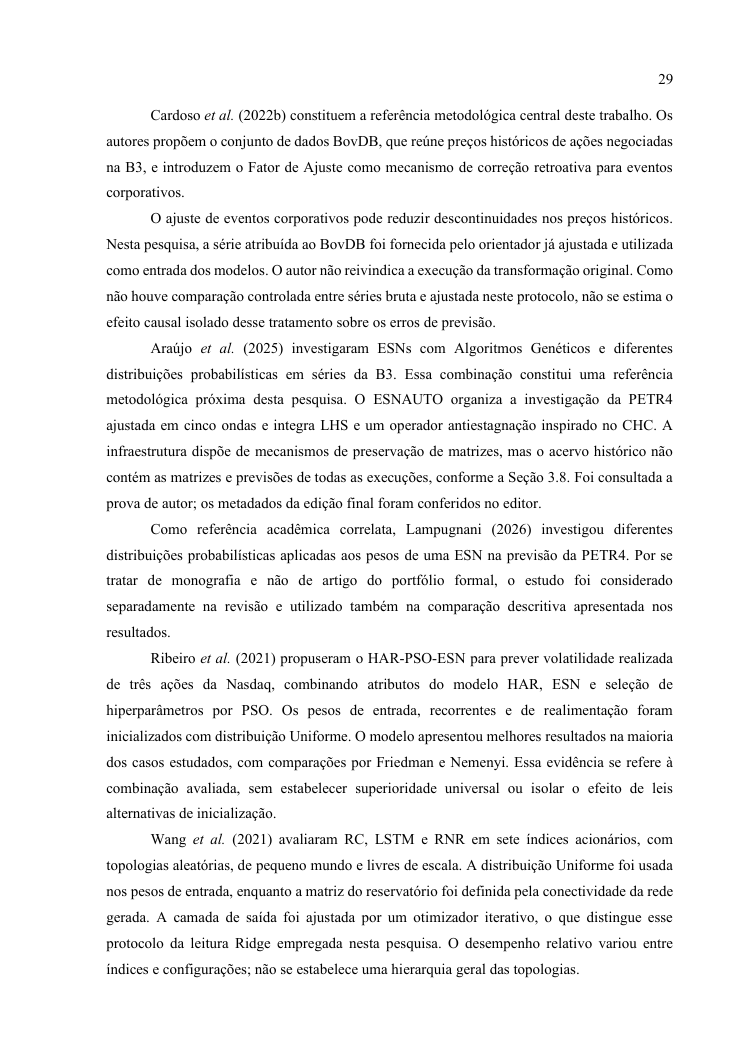 29
Cardoso et al. (2022b) constituem a referência metodológica central deste trabalho. Os
autores propõem o conjunto de dados BovDB, que reúne preços históricos de ações negociadas
na B3, e introduzem o Fator de Ajuste como mecanismo de correção retroativa para eventos
corporativos.
O ajuste de eventos corporativos pode reduzir descontinuidades nos preços históricos.
Nesta pesquisa, a série atribuída ao BovDB foi fornecida pelo orientador já ajustada e utilizada
como entrada dos modelos. O autor não reivindica a execução da transformação original. Como
não houve comparação controlada entre séries bruta e ajustada neste protocolo, não se estima o
efeito causal isolado desse tratamento sobre os erros de previsão.
Araújo et al. (2025) investigaram ESNs com Algoritmos Genéticos e diferentes
distribuições probabilísticas em séries da B3. Essa combinação constitui uma referência
metodológica próxima desta pesquisa. O ESNAUTO organiza a investigação da PETR4
ajustada em cinco ondas e integra LHS e um operador antiestagnação inspirado no CHC. A
infraestrutura dispõe de mecanismos de preservação de matrizes, mas o acervo histórico não
contém as matrizes e previsões de todas as execuções, conforme a Seção 3.8. Foi consultada a
prova de autor; os metadados da edição final foram conferidos no editor.
Como referência acadêmica correlata, Lampugnani (2026) investigou diferentes
distribuições probabilísticas aplicadas aos pesos de uma ESN na previsão da PETR4. Por se
tratar de monografia e não de artigo do portfólio formal, o estudo foi considerado
separadamente na revisão e utilizado também na comparação descritiva apresentada nos
resultados.
Ribeiro et al. (2021) propuseram o HAR-PSO-ESN para prever volatilidade realizada
de três ações da Nasdaq, combinando atributos do modelo HAR, ESN e seleção de
hiperparâmetros por PSO. Os pesos de entrada, recorrentes e de realimentação foram
inicializados com distribuição Uniforme. O modelo apresentou melhores resultados na maioria
dos casos estudados, com comparações por Friedman e Nemenyi. Essa evidência se refere à
combinação avaliada, sem estabelecer superioridade universal ou isolar o efeito de leis
alternativas de inicialização.
Wang et al. (2021) avaliaram RC, LSTM e RNR em sete índices acionários, com
topologias aleatórias, de pequeno mundo e livres de escala. A distribuição Uniforme foi usada
nos pesos de entrada, enquanto a matriz do reservatório foi definida pela conectividade da rede
gerada. A camada de saída foi ajustada por um otimizador iterativo, o que distingue esse
protocolo da leitura Ridge empregada nesta pesquisa. O desempenho relativo variou entre
índices e configurações; não se estabelece uma hierarquia geral das topologias.